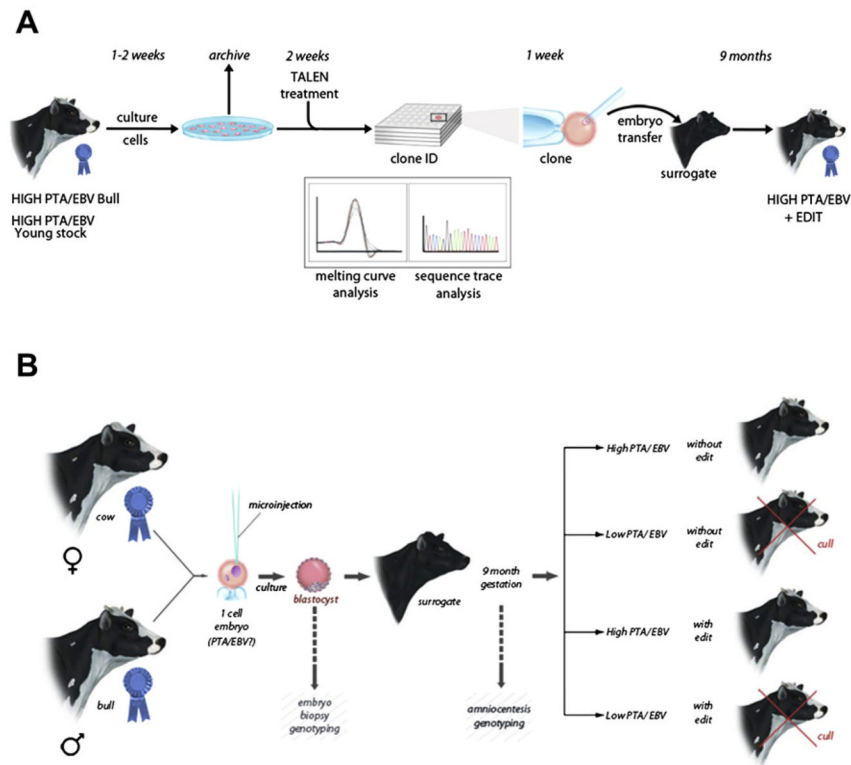 A
1-2 weeks
archive
2 weeks
1 week
9 months
TALEN
treatment
culture
cells
clone ID
clone
embryo
transfer
surrogate
HIGH PTA/EBV Bull
HIGH PTA/EBV
Young stock
HIGH PTA/EBV
+ EDIT
melting curve
analysis
sequence trace
analysis
B
cow
♀
bull
♂
microinjection
1 cell
embryo
(PTA/EBV?)
culture
blastocyst
embryo
biopsy
genotyping
surrogate
9 month
gestation
amniocentesis
genotyping
High PTA/EBV
without
edit
Low PTA/EBV
without
edit
cull
High PTA/EBV
with
edit
Low PTA/EBV
with
edit
cull